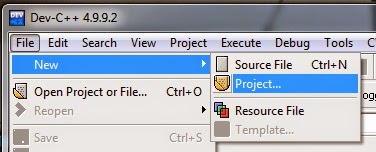 Dev-C++ 4.9.9.2
File Edit Search View Project Execute Debug Tools
New
Source File Ctrl+N
Project...
Open Project or File... Ctrl+O
Reopen
Resource File
Save Ctrl+S
Template...